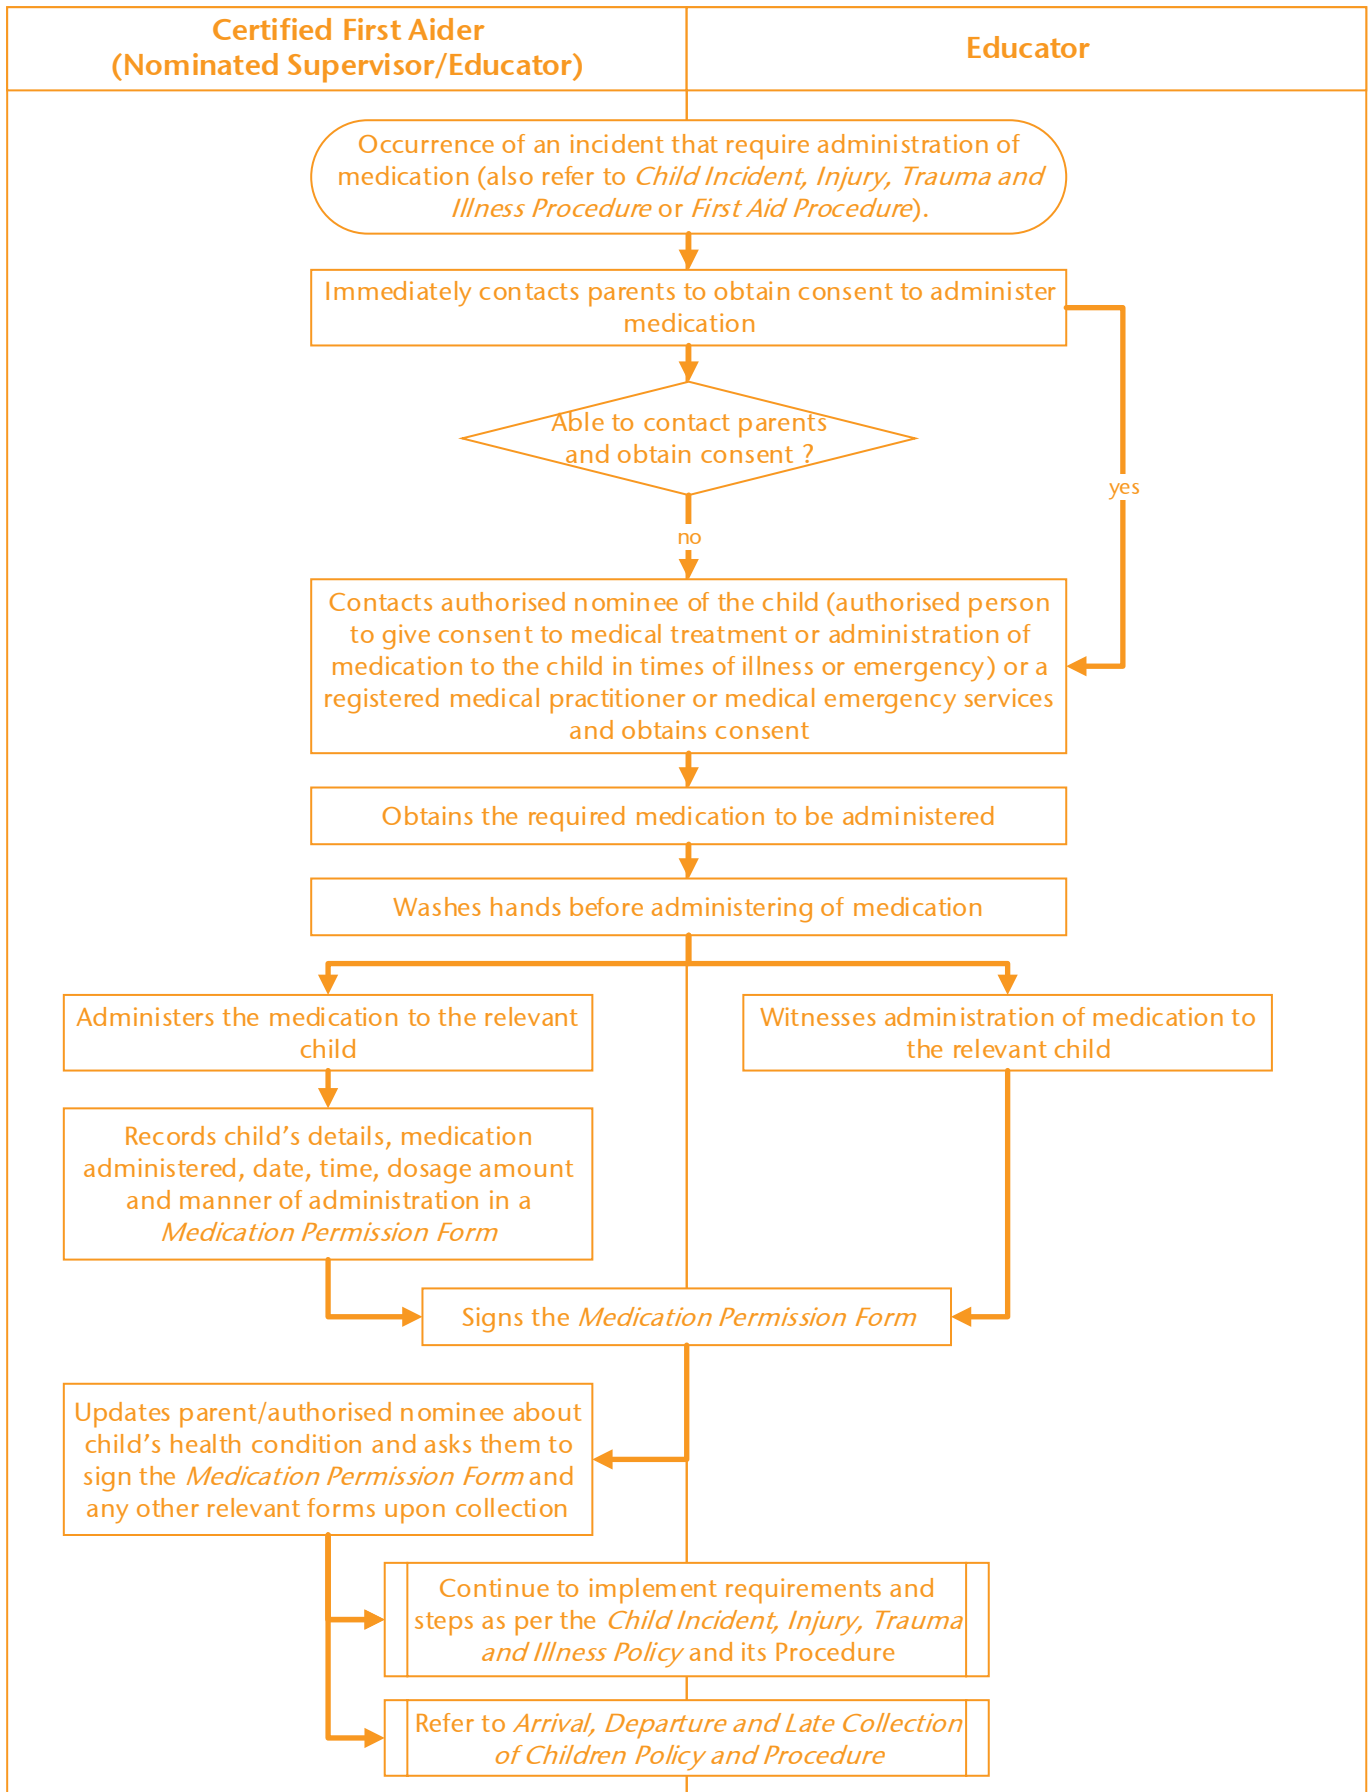 Certified First Aider
(Nominated Supervisor/Educator)
Educator
Occurrence of an incident that require administration of
medication (also refer to Child Incident, Injury, Trauma and
Illness Procedure or First Aid Procedure).
Immediately contacts parents to obtain consent to administer
medication
Able to contact parents
and obtain consent ?
yes
no
Contacts authorised nominee of the child (authorised person
to give consent to medical treatment or administration of
medication to the child in times of illness or emergency) or a
registered medical practitioner or medical emergency services
and obtains consent
Obtains the required medication to be administered
Washes hands before administering of medication
Administers the medication to the relevant
child
Witnesses administration of medication to
the relevant child
Records child’s details, medication
administered, date, time, dosage amount
and manner of administration in a
Medication Permission Form
Signs the Medication Permission Form
Updates parent/authorised nominee about
child’s health condition and asks them to
sign the Medication Permission Form and
any other relevant forms upon collection
Continue to implement requirements and
steps as per the Child Incident, Injury, Trauma
and Illness Policy and its Procedure
Refer to Arrival, Departure and Late Collection
of Children Policy and Procedure